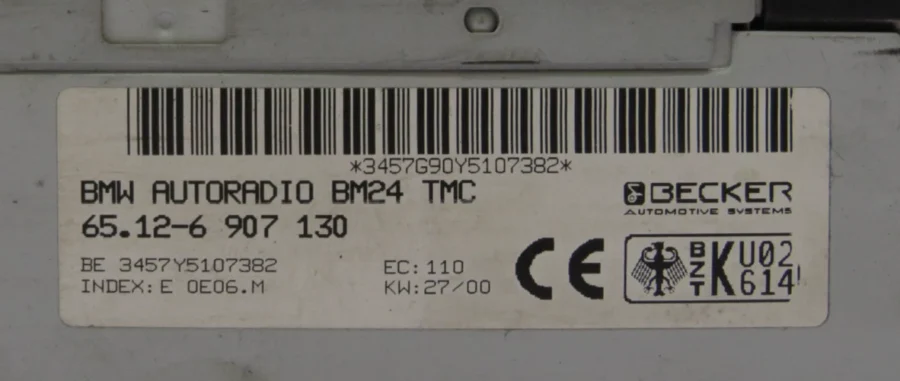 *3457G90Y5107382*
BMW AUTORADIO BM24 TMC
BECKER
AUTOMOTIVE SYSTEMS
65.12-6 907 130
BE 3457Y5107382
INDEX: E 0E06.M
EC: 110
KW: 27/00
CE
BZT
K
U02
614